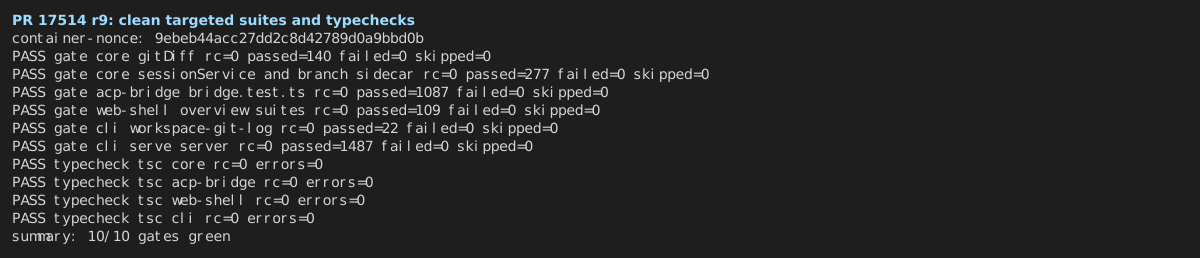 PR 17514 r9: clean targeted suites and typechecks
container-nonce: 9ebeb44acc27dd2c8d42789d0a9bbd0b
PASS gate core gitDiff rc=0 passed=140 failed=0 skipped=0
PASS gate core sessionService and branch sidecar rc=0 passed=277 failed=0 skipped=0
PASS gate acp-bridge bridge.test.ts rc=0 passed=1087 failed=0 skipped=0
PASS gate web-shell overview suites rc=0 passed=109 failed=0 skipped=0
PASS gate cli workspace-git-log rc=0 passed=22 failed=0 skipped=0
PASS gate cli serve server rc=0 passed=1487 failed=0 skipped=0
PASS typecheck tsc core rc=0 errors=0
PASS typecheck tsc acp-bridge rc=0 errors=0
PASS typecheck tsc web-shell rc=0 errors=0
PASS typecheck tsc cli rc=0 errors=0
summary: 10/10 gates green